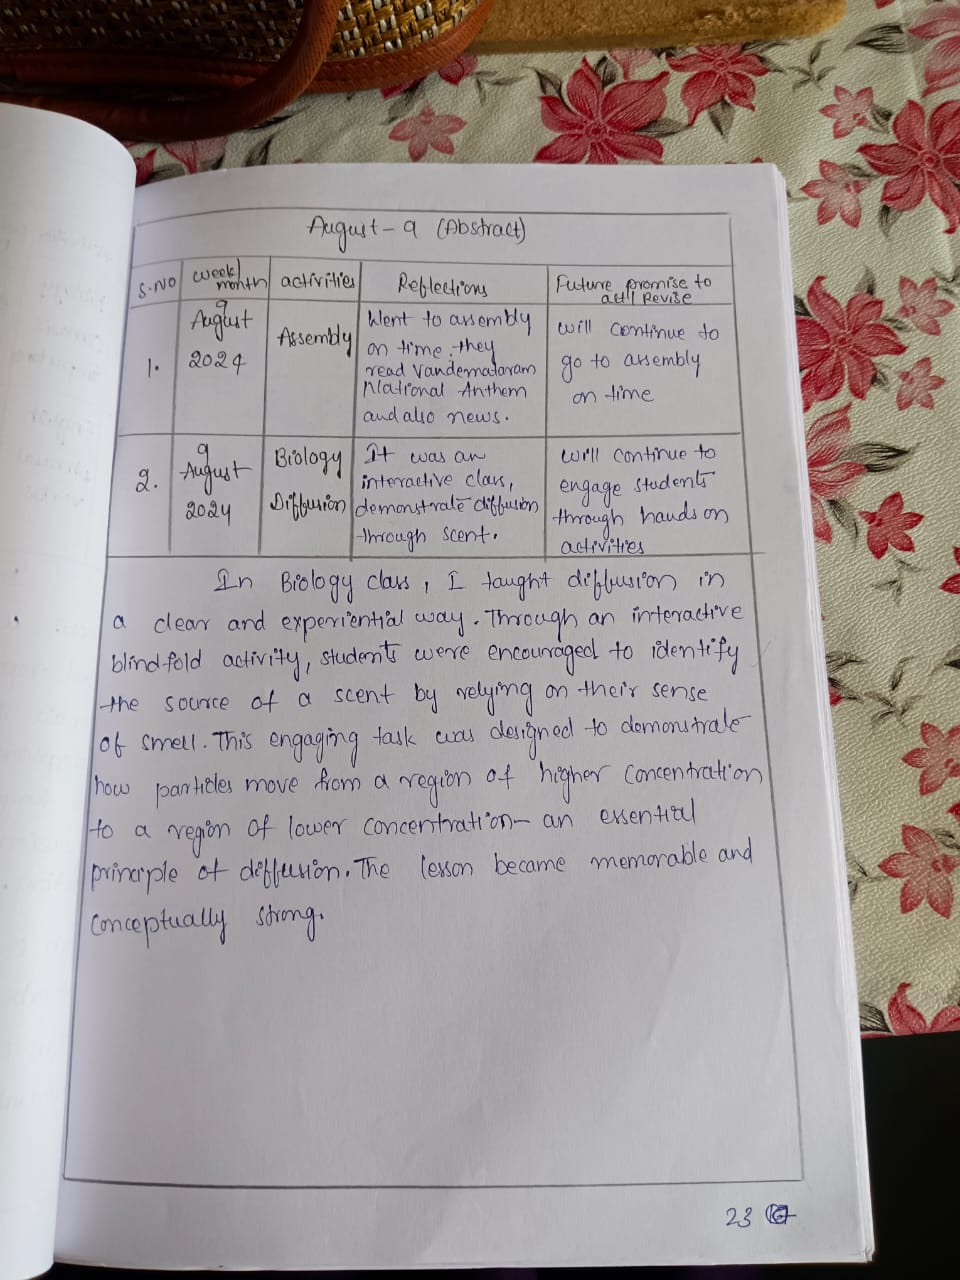 August - 9 (Abstract)
S.NO
week/
month
activities
Reflections
Future promise to
act / Revise
1.
9
August
2024
Assembly
Went to assembly
on time. they
read Vandemataram
National Anthem
and also news.
will continue to
go to assembly
on time
2.
9
August
2024
Biology
Diffusion
It was an
interactive class,
demonstrate diffusion
through scent.
will continue to
engage students
through hands on
activities
In Biology class, I taught diffusion in
a clear and experiential way. Through an interactive
blind-fold activity, students were encouraged to identify
the source of a scent by relying on their sense
of smell. This engaging task was designed to demonstrate
how particles move from a region of higher concentration
to a region of lower concentration- an essential
principle of diffusion. The lesson became memorable and
conceptually strong.
23